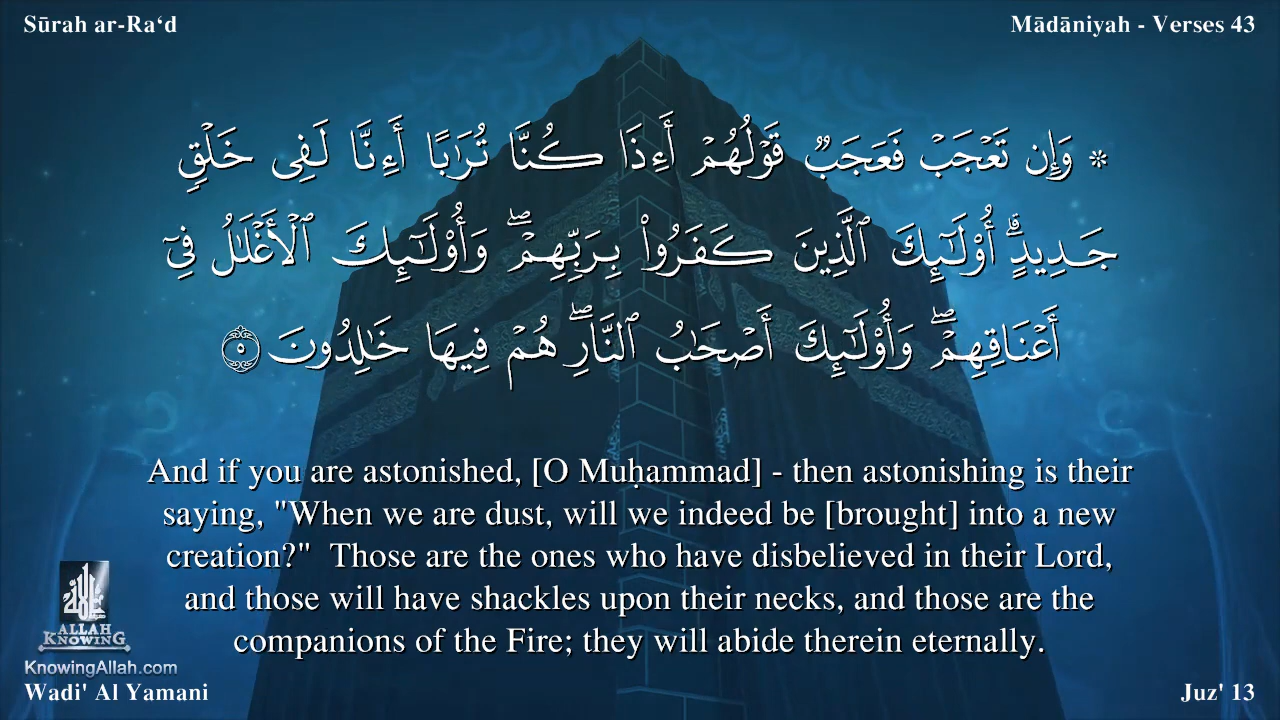 Sūrah ar-Ra‘d
Mādāniyah - Verses 43
۞ وَإِن تَعْجَبْ فَعَجَبٌ قَوْلُهُمْ أَءِذَا كُنَّا تُرَٰبًا أَءِنَّا لَفِى خَلْقٍ
جَدِيدٍ ۗ أُو۟لَـٰٓئِكَ ٱلَّذِينَ كَفَرُوا۟ بِرَبِّهِمْ ۖ وَأُو۟لَـٰٓئِكَ ٱلْأَغْلَـٰلُ فِىٓ
أَعْنَاقِهِمْ ۖ وَأُو۟لَـٰٓئِكَ أَصْحَـٰبُ ٱلنَّارِ ۖ هُمْ فِيهَا خَـٰلِدُونَ ٥
And if you are astonished, [O Muḥammad] - then astonishing is their
saying, "When we are dust, will we indeed be [brought] into a new
creation?" Those are the ones who have disbelieved in their Lord,
and those will have shackles upon their necks, and those are the
companions of the Fire; they will abide therein eternally.
ALLAH
KNOWING
KnowingAllah.com
Wadi' Al Yamani
Juz' 13